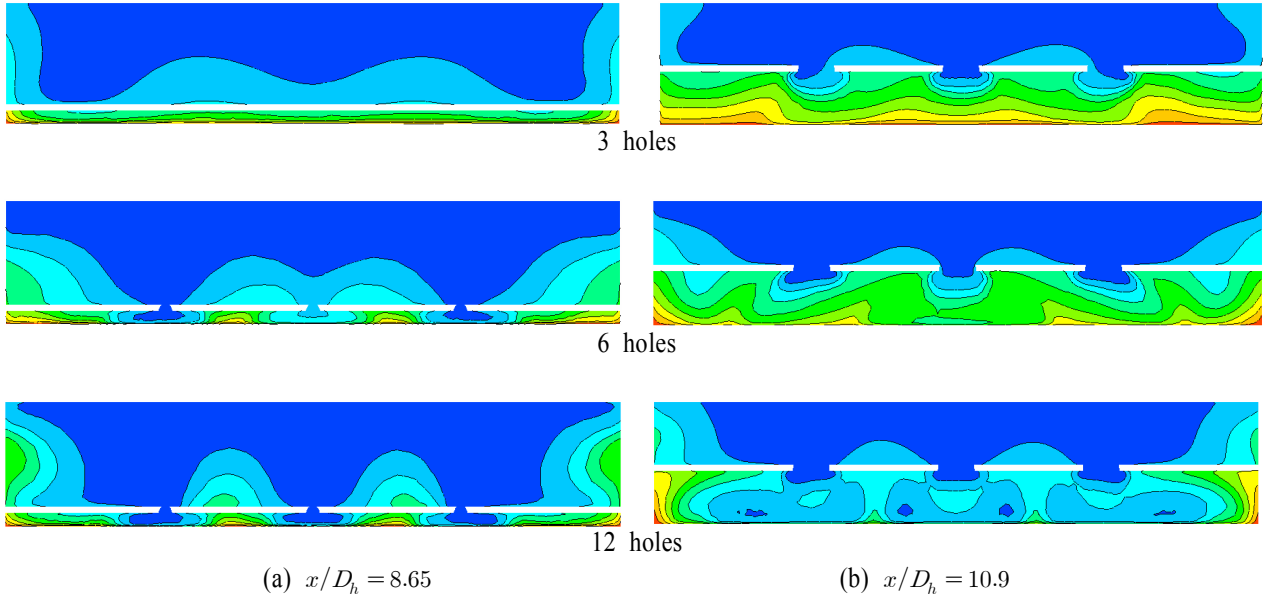 3 holes
6 holes
12 holes
(a) x/D_h = 8.65
(b) x/D_h = 10.9